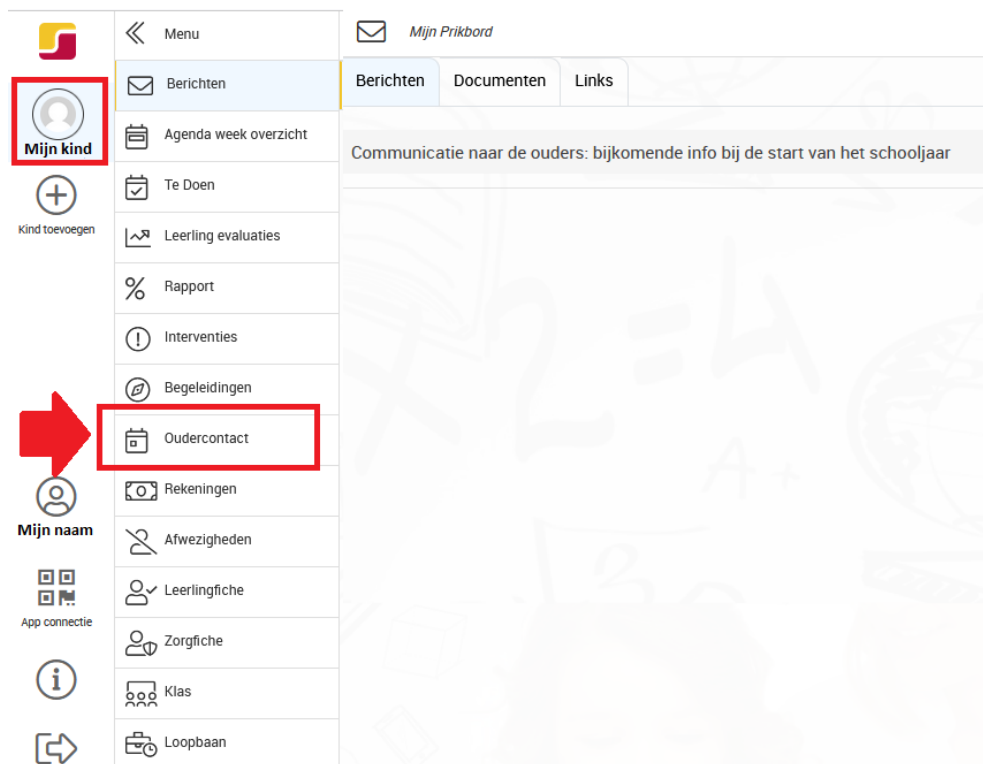 Mijn kind
Kind toevoegen
Mijn naam
App connectie
Menu
Berichten
Agenda week overzicht
Te Doen
Leerling evaluaties
Rapport
Interventies
Begeleidingen
Oudercontact
Rekeningen
Afwezigheden
Leerlingfiche
Zorgfiche
Klas
Loopbaan
Mijn Prikbord
Berichten Documenten Links
Communicatie naar de ouders: bijkomende info bij de start van het schooljaar